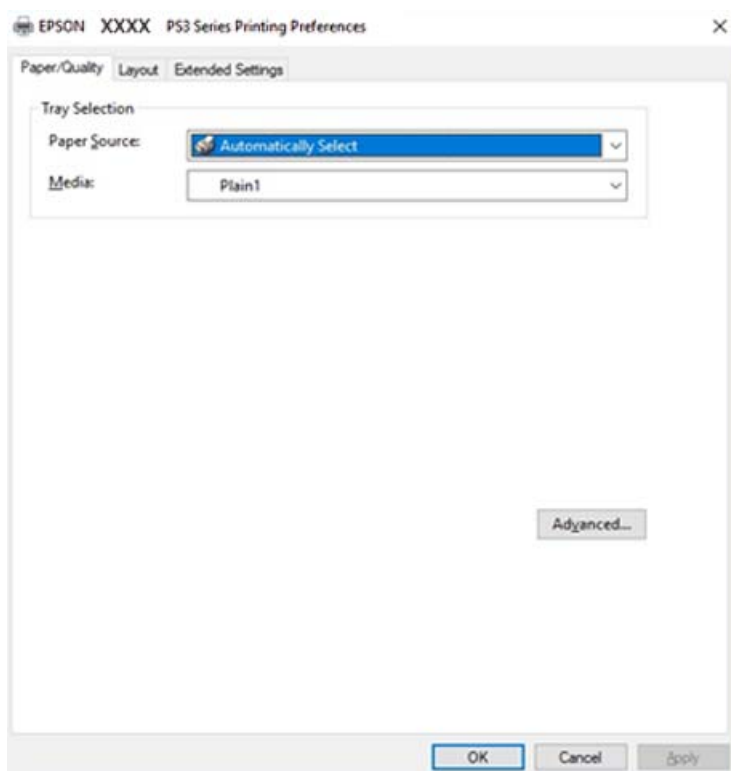 EPSON XXXX PS3 Series Printing Preferences
Paper/Quality Layout Extended Settings
Tray Selection
Paper Source: Automatically Select
Media: Plain1
Advanced...
OK Cancel Apply